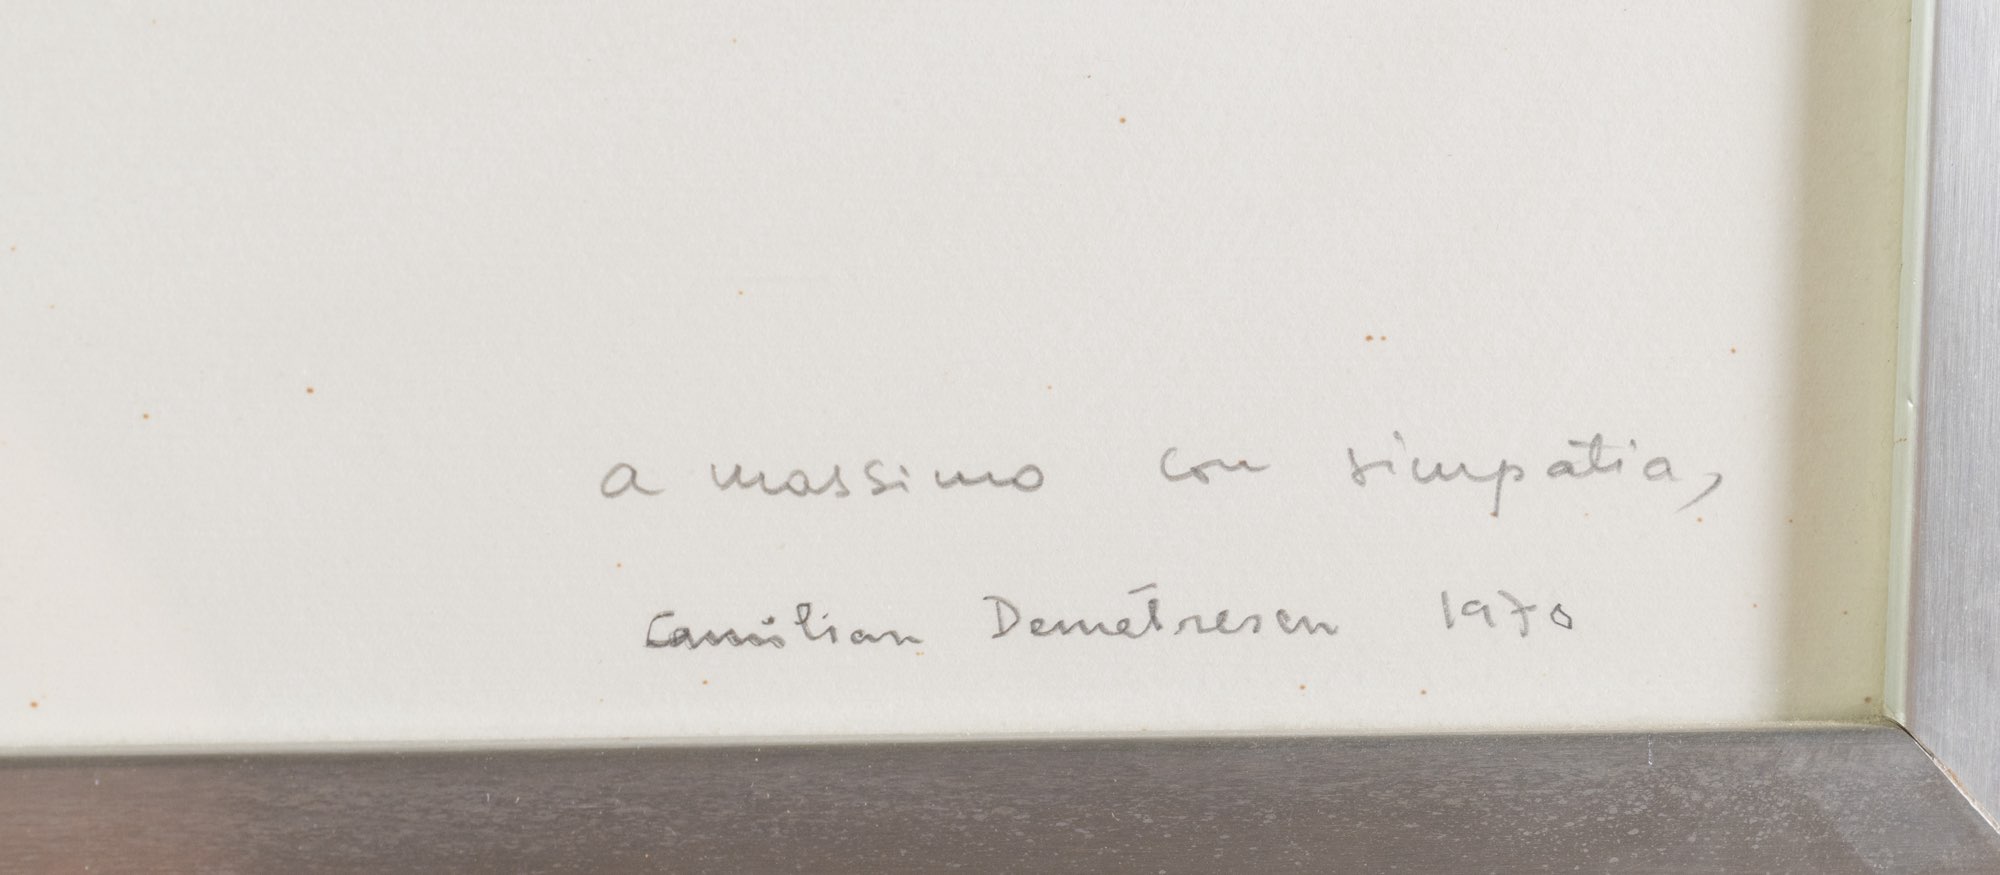 a massimo con simpatia,
Camilian Demetrescu 1970